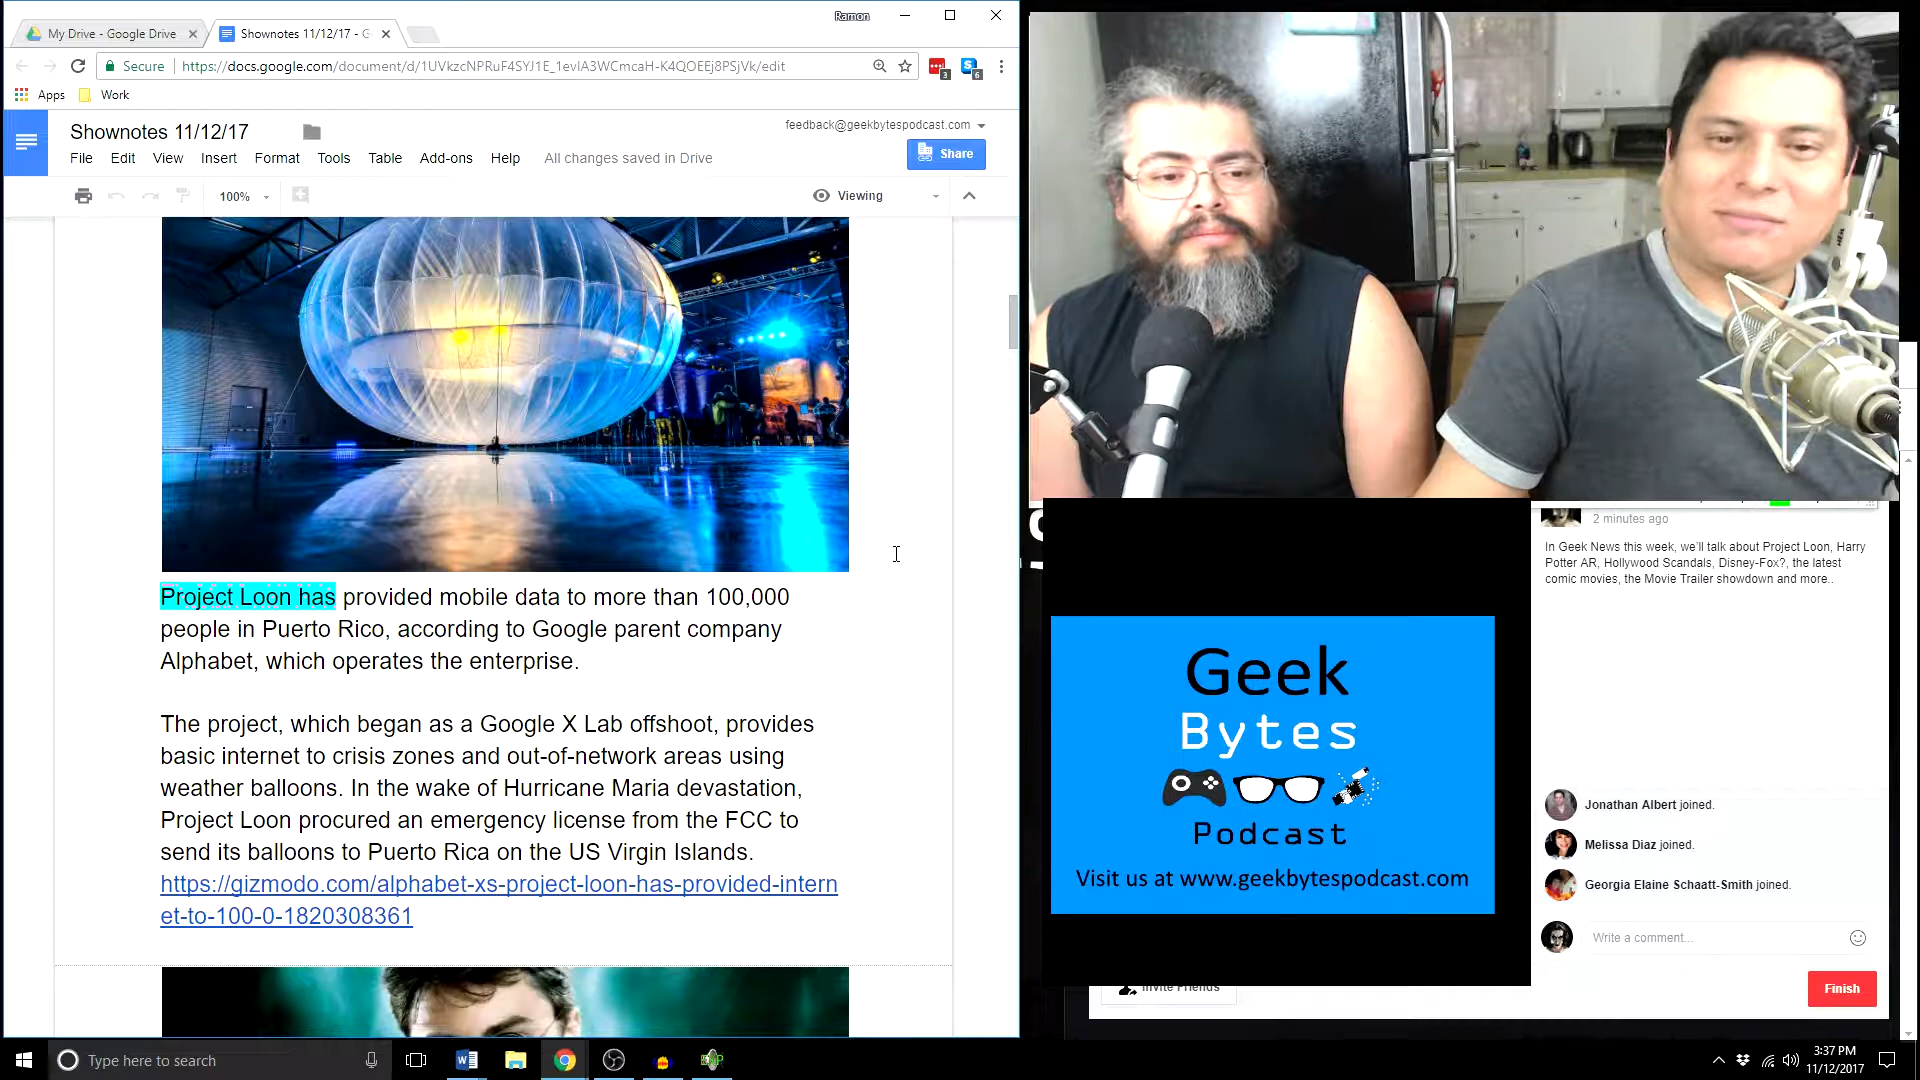 Ramon
My Drive - Google Drive
Shownotes 11/12/17 - G
Secure
https://docs.google.com/document/d/1UVkzcNPRuF4SYJ1E_1evIA3WCmcaH-K4QOEEj8PSjVk/edit
3
6
Apps
Work
Shownotes 11/12/17
feedback@geekbytespodcast.com
File Edit View Insert Format Tools Table Add-ons Help All changes saved in Drive
Share
100%
Viewing
Project Loon has provided mobile data to more than 100,000
people in Puerto Rico, according to Google parent company
Alphabet, which operates the enterprise.
The project, which began as a Google X Lab offshoot, provides
basic internet to crisis zones and out-of-network areas using
weather balloons. In the wake of Hurricane Maria devastation,
Project Loon procured an emergency license from the FCC to
send its balloons to Puerto Rica on the US Virgin Islands.
https://gizmodo.com/alphabet-xs-project-loon-has-provided-intern
et-to-100-0-1820308361
2 minutes ago
In Geek News this week, we'll talk about Project Loon, Harry
Potter AR, Hollywood Scandals, Disney-Fox?, the latest
comic movies, the Movie Trailer showdown and more..
Geek
Bytes
Podcast
Visit us at www.geekbytespodcast.com
Jonathan Albert joined.
Melissa Diaz joined.
Georgia Elaine Schaatt-Smith joined.
Write a comment...
Invite Friends
Finish
Type here to search
3:37 PM
11/12/2017